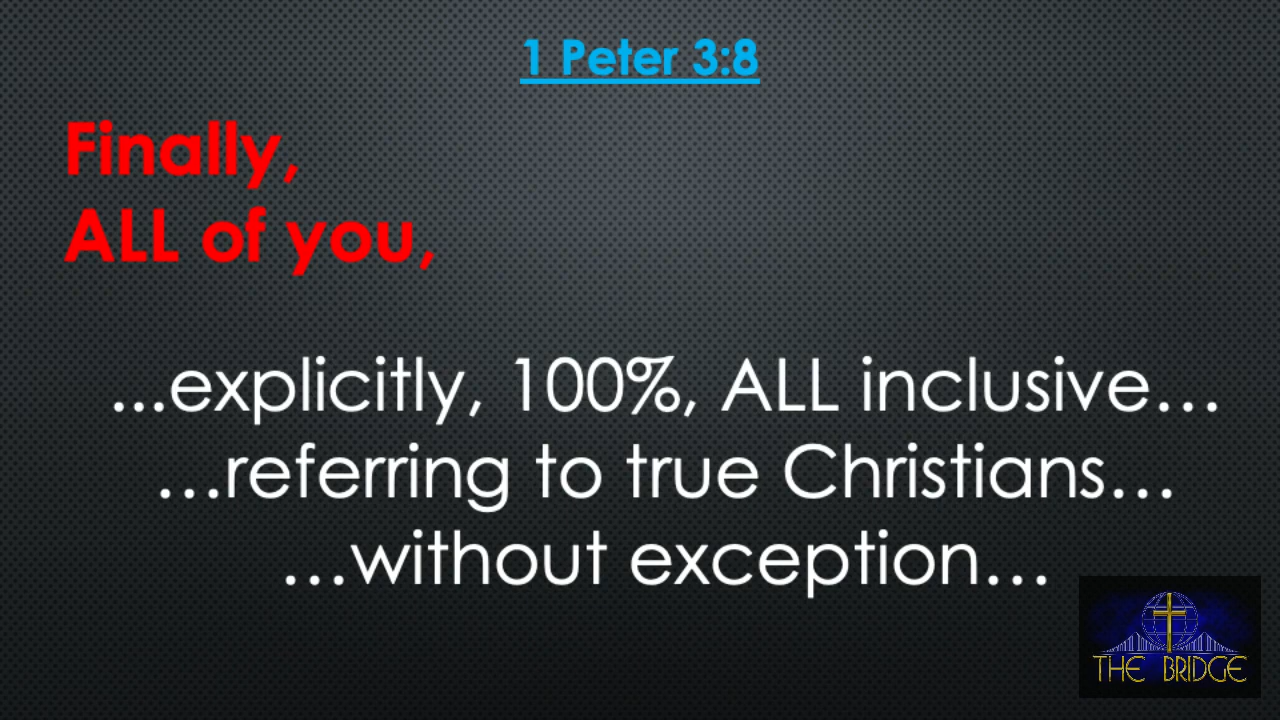 1 Peter 3:8
Finally,
ALL of you,
...explicitly, 100%, ALL inclusive…
…referring to true Christians…
…without exception…
THE BRIDGE